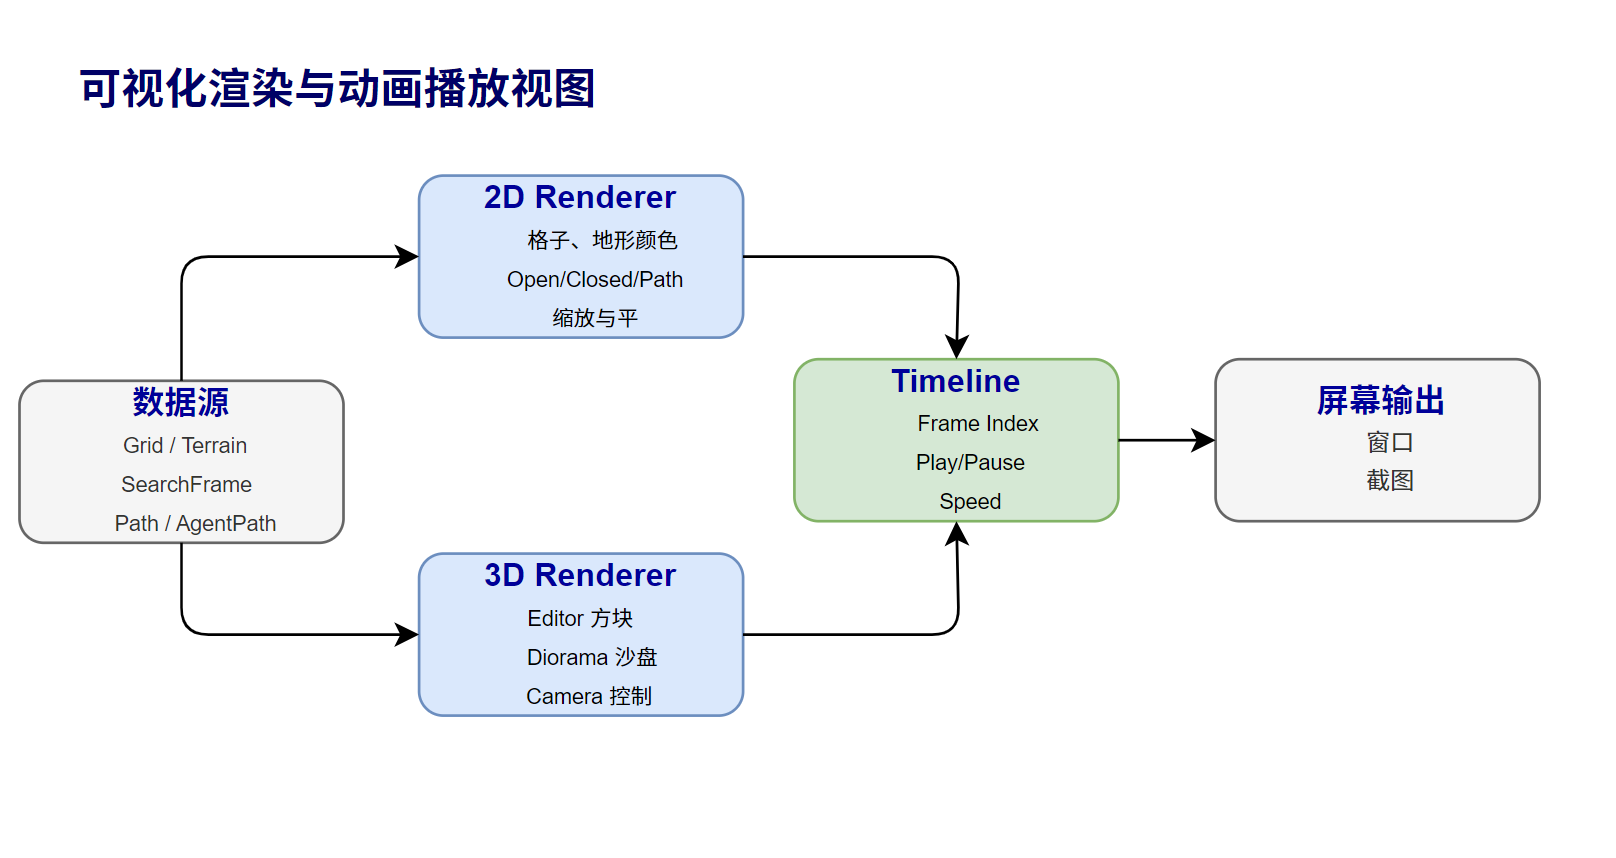 可视化渲染与动画播放视图
数据源
Grid / Terrain
SearchFrame
Path / AgentPath
2D Renderer
格子、地形颜色
Open/Closed/Path
缩放与平
3D Renderer
Editor 方块
Diorama 沙盘
Camera 控制
Timeline
Frame Index
Play/Pause
Speed
屏幕输出
窗口
截图